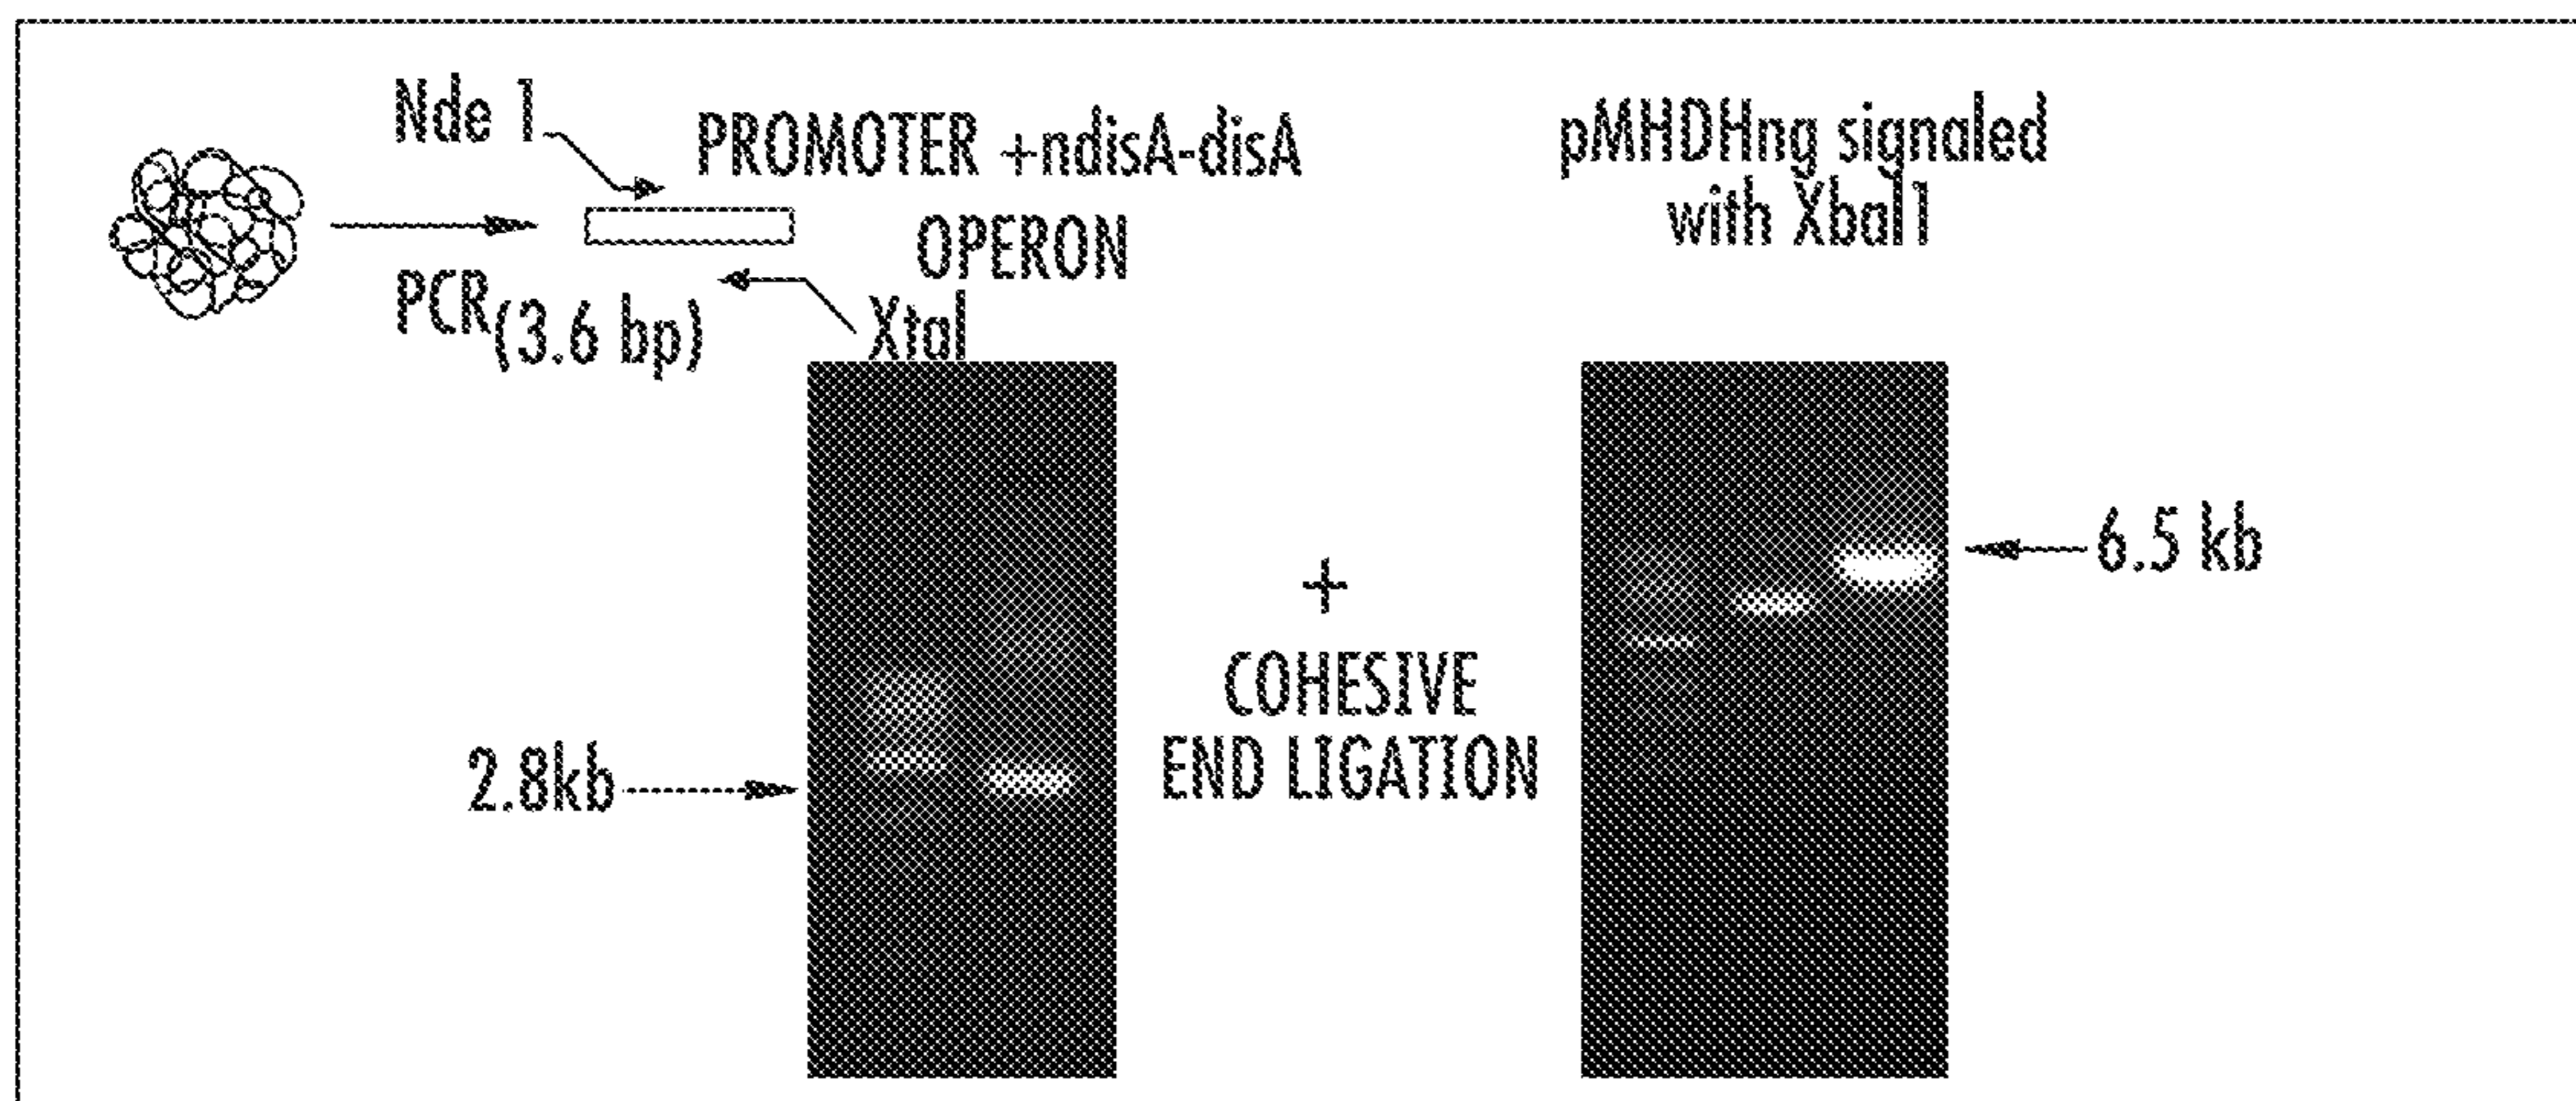 Nde 1
PROMOTER +ndisA-disA
OPERON
PCR(3.6 bp)
Xtal
pMHDHng signaled
with Xbal1
2.8kb
+
COHESIVE
END LIGATION
6.5 kb